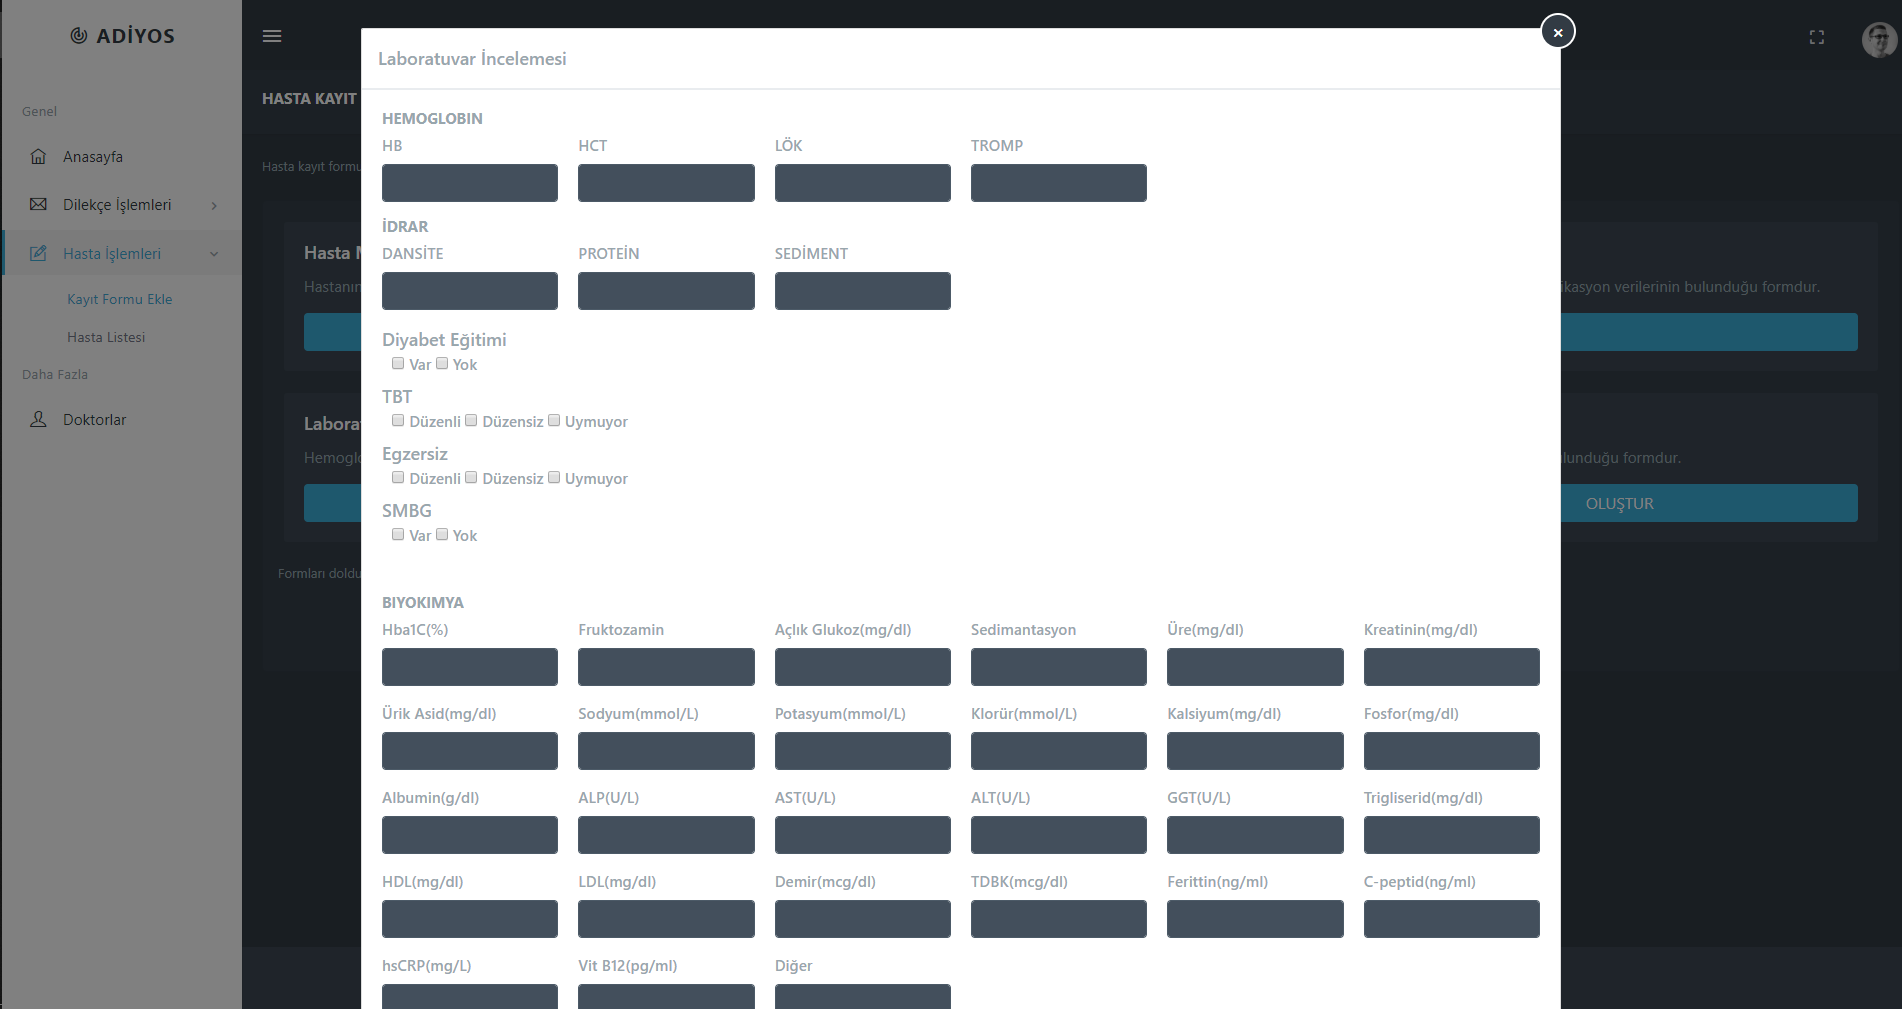 ADİYOS
Genel
Anasayfa
Dilekçe İşlemleri
Hasta İşlemleri
Kayıt Formu Ekle
Hasta Listesi
Daha Fazla
Doktorlar
HASTA KAYIT
Hasta kayıt formu
Hasta
Hastanın
ikasyon verilerinin bulunduğu formdur.
Labora
Hemoglo
ulunduğu formdur.
OLUŞTUR
Formları doldu
Laboratuvar İncelemesi
×
HEMOGLOBIN
HB HCT LÖK TROMP
İDRAR
DANSİTE PROTEİN SEDİMENT
Diyabet Eğitimi
Var Yok
TBT
Düzenli Düzensiz Uymuyor
Egzersiz
Düzenli Düzensiz Uymuyor
SMBG
Var Yok
BIYOKIMYA
Hba1C(%) Fruktozamin Açlık Glukoz(mg/dl) Sedimantasyon Üre(mg/dl) Kreatinin(mg/dl)
Ürik Asid(mg/dl) Sodyum(mmol/L) Potasyum(mmol/L) Klorür(mmol/L) Kalsiyum(mg/dl) Fosfor(mg/dl)
Albumin(g/dl) ALP(U/L) AST(U/L) ALT(U/L) GGT(U/L) Trigliserid(mg/dl)
HDL(mg/dl) LDL(mg/dl) Demir(mcg/dl) TDBK(mcg/dl) Ferittin(ng/ml) C-peptid(ng/ml)
hsCRP(mg/L) Vit B12(pg/ml) Diğer